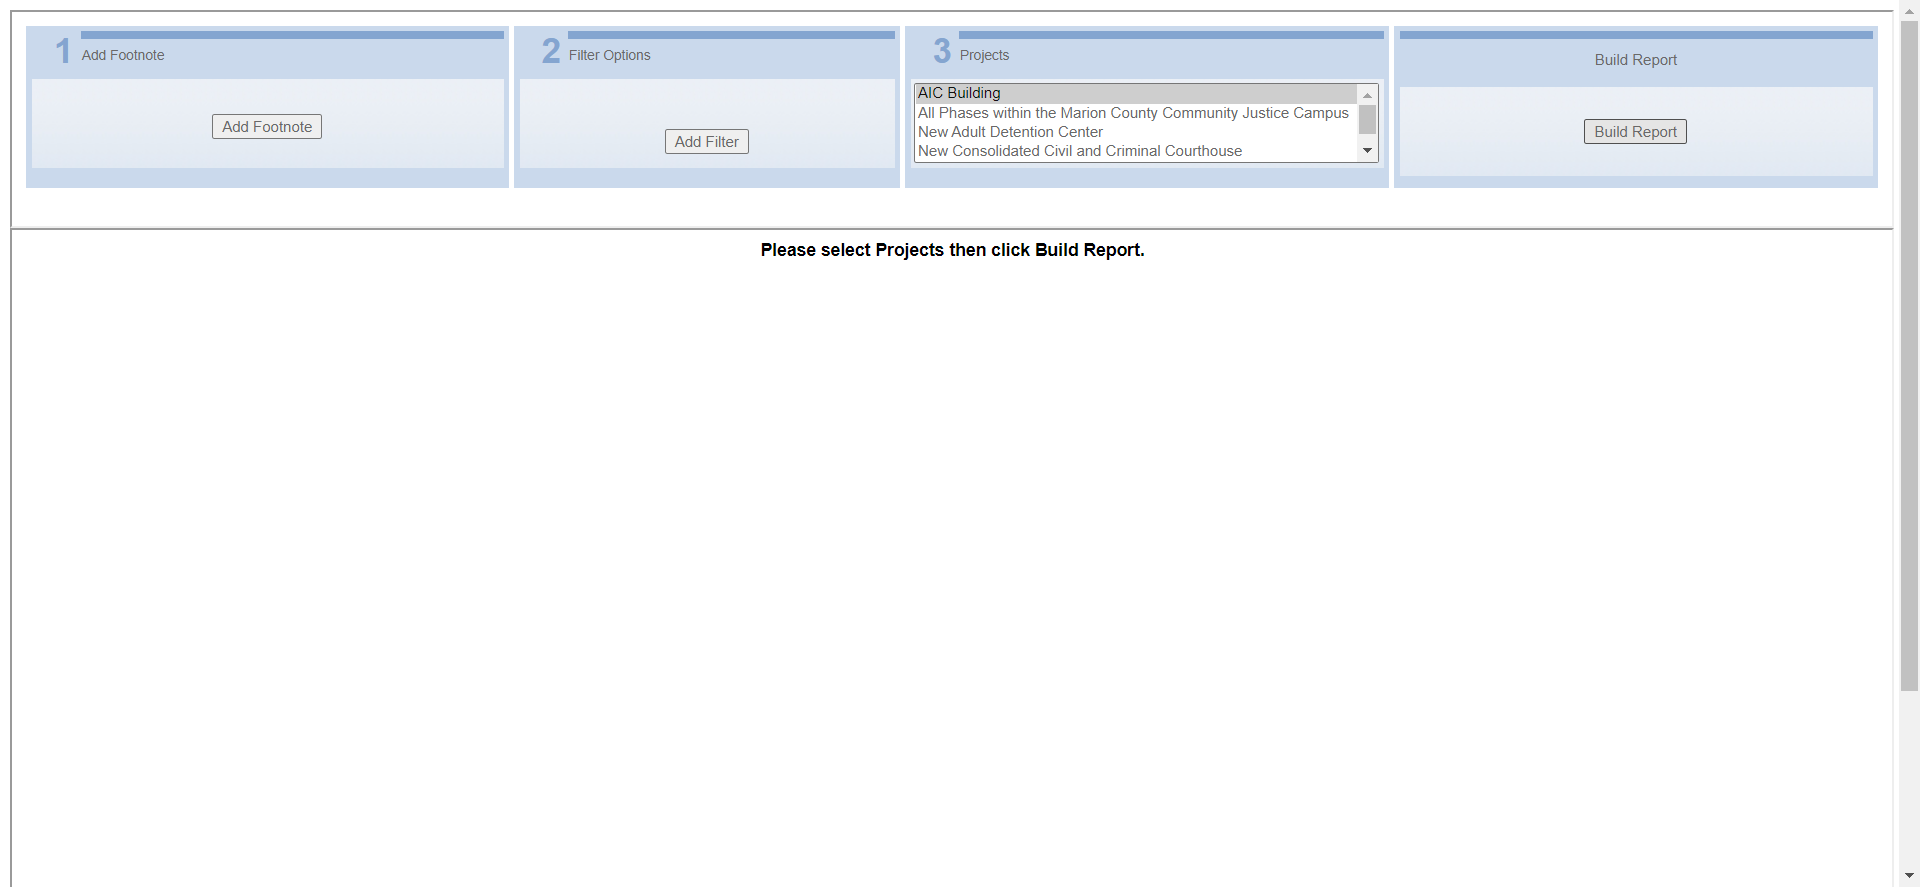 1 Add Footnote
Add Footnote
2 Filter Options
Add Filter
3 Projects
AIC Building
All Phases within the Marion County Community Justice Campus
New Adult Detention Center
New Consolidated Civil and Criminal Courthouse
Build Report
Build Report
Please select Projects then click Build Report.